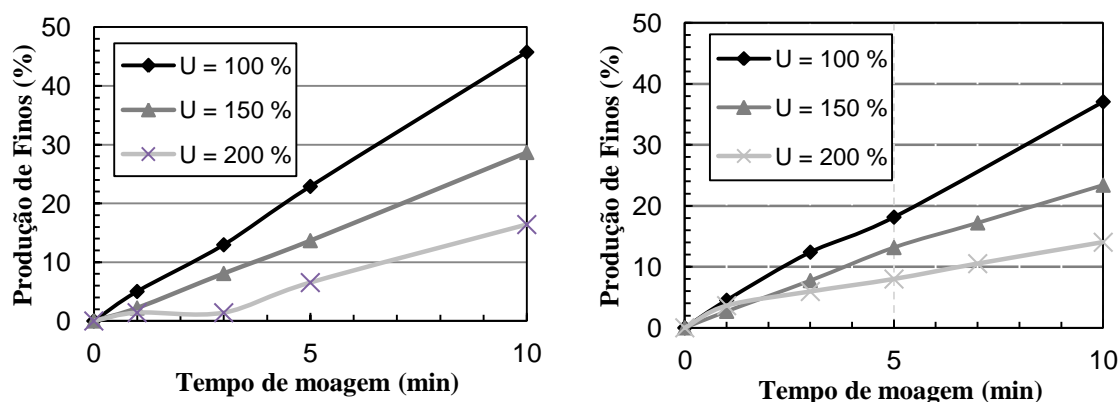 50
40
30
20
10
0
Produção de Finos (%)
U = 100 %
U = 150 %
U = 200 %
0
5
10
Tempo de moagem (min)
50
40
30
20
10
0
Produção de Finos (%)
U = 100 %
U = 150 %
U = 200 %
0
5
10
Tempo de moagem (min)